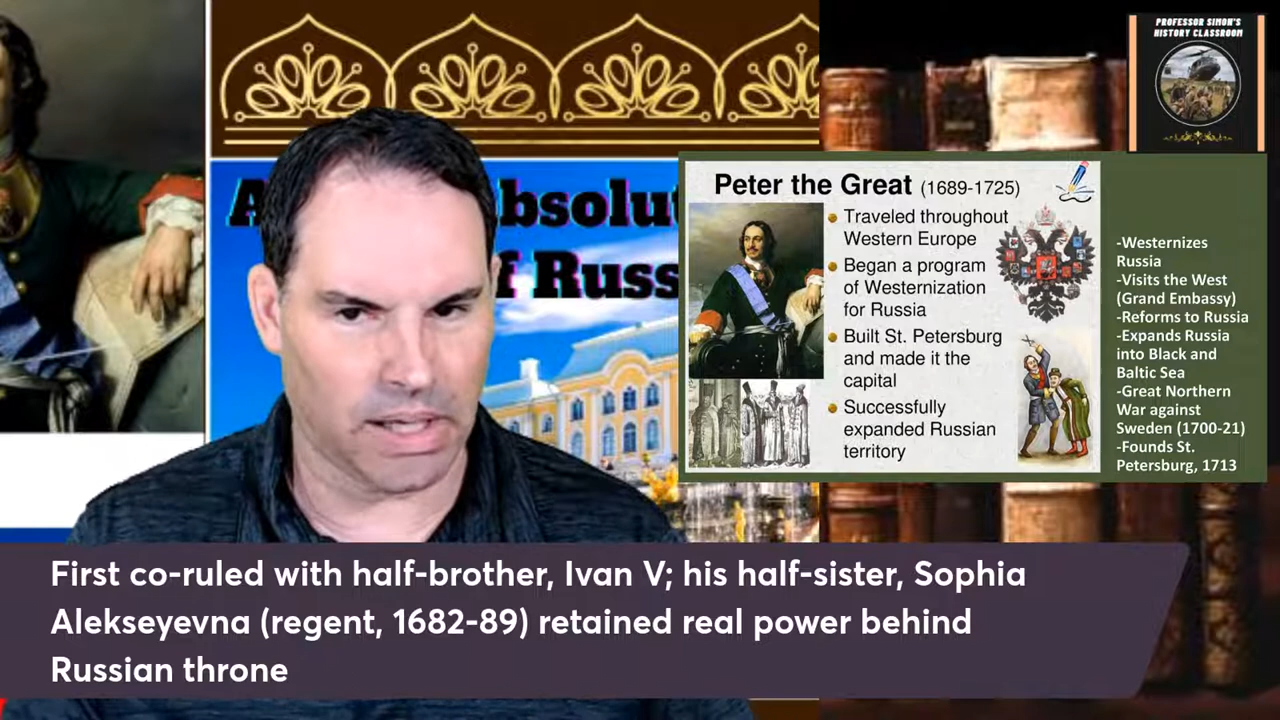 PROFESSOR SIMON'S
HISTORY CLASSROOM
Peter the Great (1689-1725)
Traveled throughout
Western Europe
Began a program
of Westernization
for Russia
Built St. Petersburg
and made it the
capital
Successfully
expanded Russian
territory
-Westernizes
Russia
-Visits the West
(Grand Embassy)
-Reforms to Russia
-Expands Russia
into Black and
Baltic Sea
-Great Northern
War against
Sweden (1700-21)
-Founds St.
Petersburg, 1713
First co-ruled with half-brother, Ivan V; his half-sister, Sophia
Alekseyevna (regent, 1682-89) retained real power behind
Russian throne